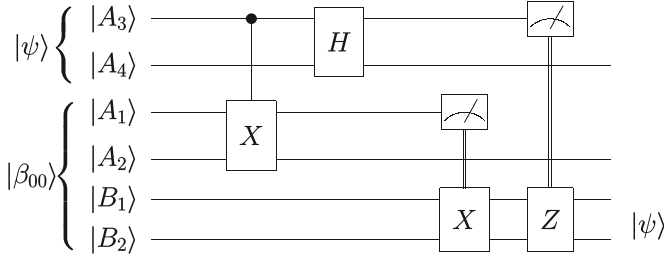 |ψ⟩ { |A₃⟩ H
|A₄⟩
|β₀₀⟩ { |A₁⟩ X
|A₂⟩
|B₁⟩ X Z
|B₂⟩ |ψ⟩